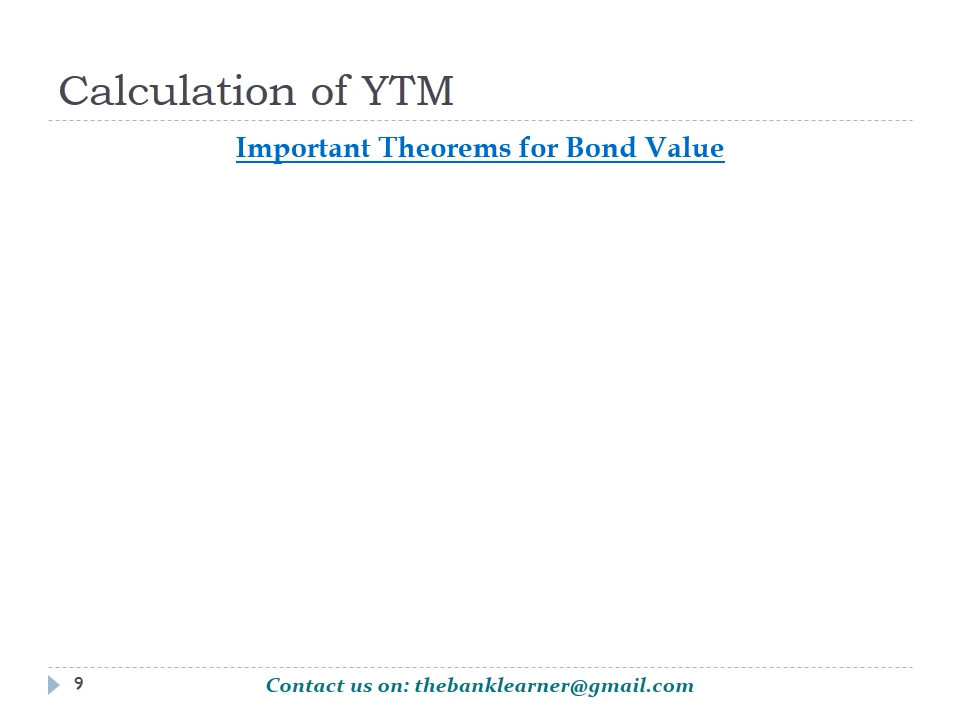 Calculation of YTM
Important Theorems for Bond Value
9
Contact us on: thebanklearner@gmail.com